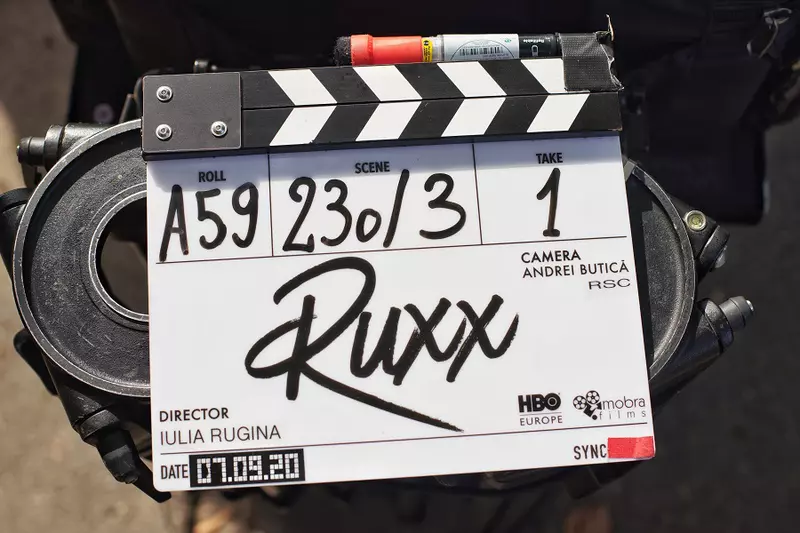 ROLL SCENE TAKE
A59 230/3 1
CAMERA
ANDREI BUTICĂ
RSC
Ruxx
DIRECTOR
IULIA RUGINA
HBO
EUROPE
mobra
films
SYNC
DATE 07.09.20